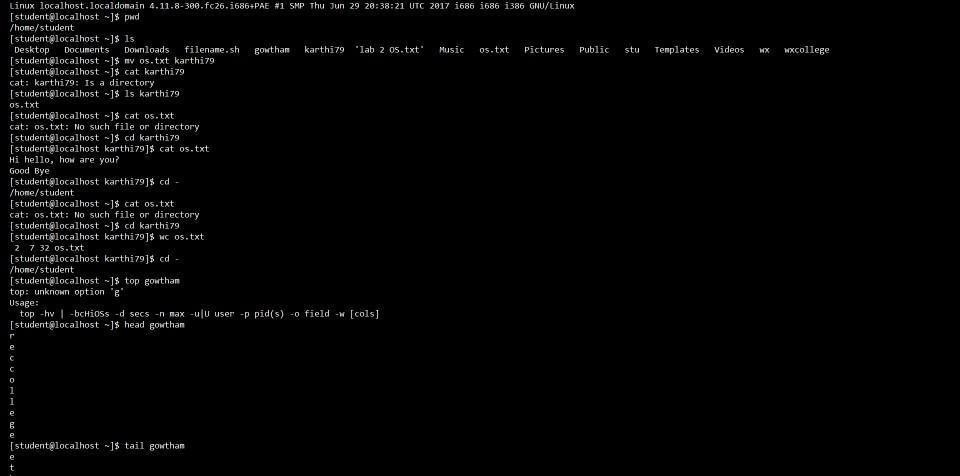 Linux localhost.localdomain 4.11.8-300.fc26.i686+PAE #1 SMP Thu Jun 29 20:38:21 UTC 2017 i686 i686 i386 GNU/Linux
[student@localhost ~]$ pwd
/home/student
[student@localhost ~]$ ls
Desktop Documents Downloads filename.sh gowtham karthi79 'lab 2 OS.txt' Music os.txt Pictures Public stu Templates Videos wx wxcollege
[student@localhost ~]$ mv os.txt karthi79
[student@localhost ~]$ cat karthi79
cat: karthi79: Is a directory
[student@localhost ~]$ ls karthi79
os.txt
[student@localhost ~]$ cat os.txt
cat: os.txt: No such file or directory
[student@localhost ~]$ cd karthi79
[student@localhost karthi79]$ cat os.txt
Hi hello, how are you?
Good Bye
[student@localhost karthi79]$ cd -
/home/student
[student@localhost ~]$ cat os.txt
cat: os.txt: No such file or directory
[student@localhost ~]$ cd karthi79
[student@localhost karthi79]$ wc os.txt
2 7 32 os.txt
[student@localhost karthi79]$ cd -
/home/student
[student@localhost ~]$ top gowtham
top: unknown option 'g'
Usage:
top -hv | -bcHiOSs -d secs -n max -u|U user -p pid(s) -o field -w [cols]
[student@localhost ~]$ head gowtham
r
e
c
c
o
l
l
e
g
e
[student@localhost ~]$ tail gowtham
e
t